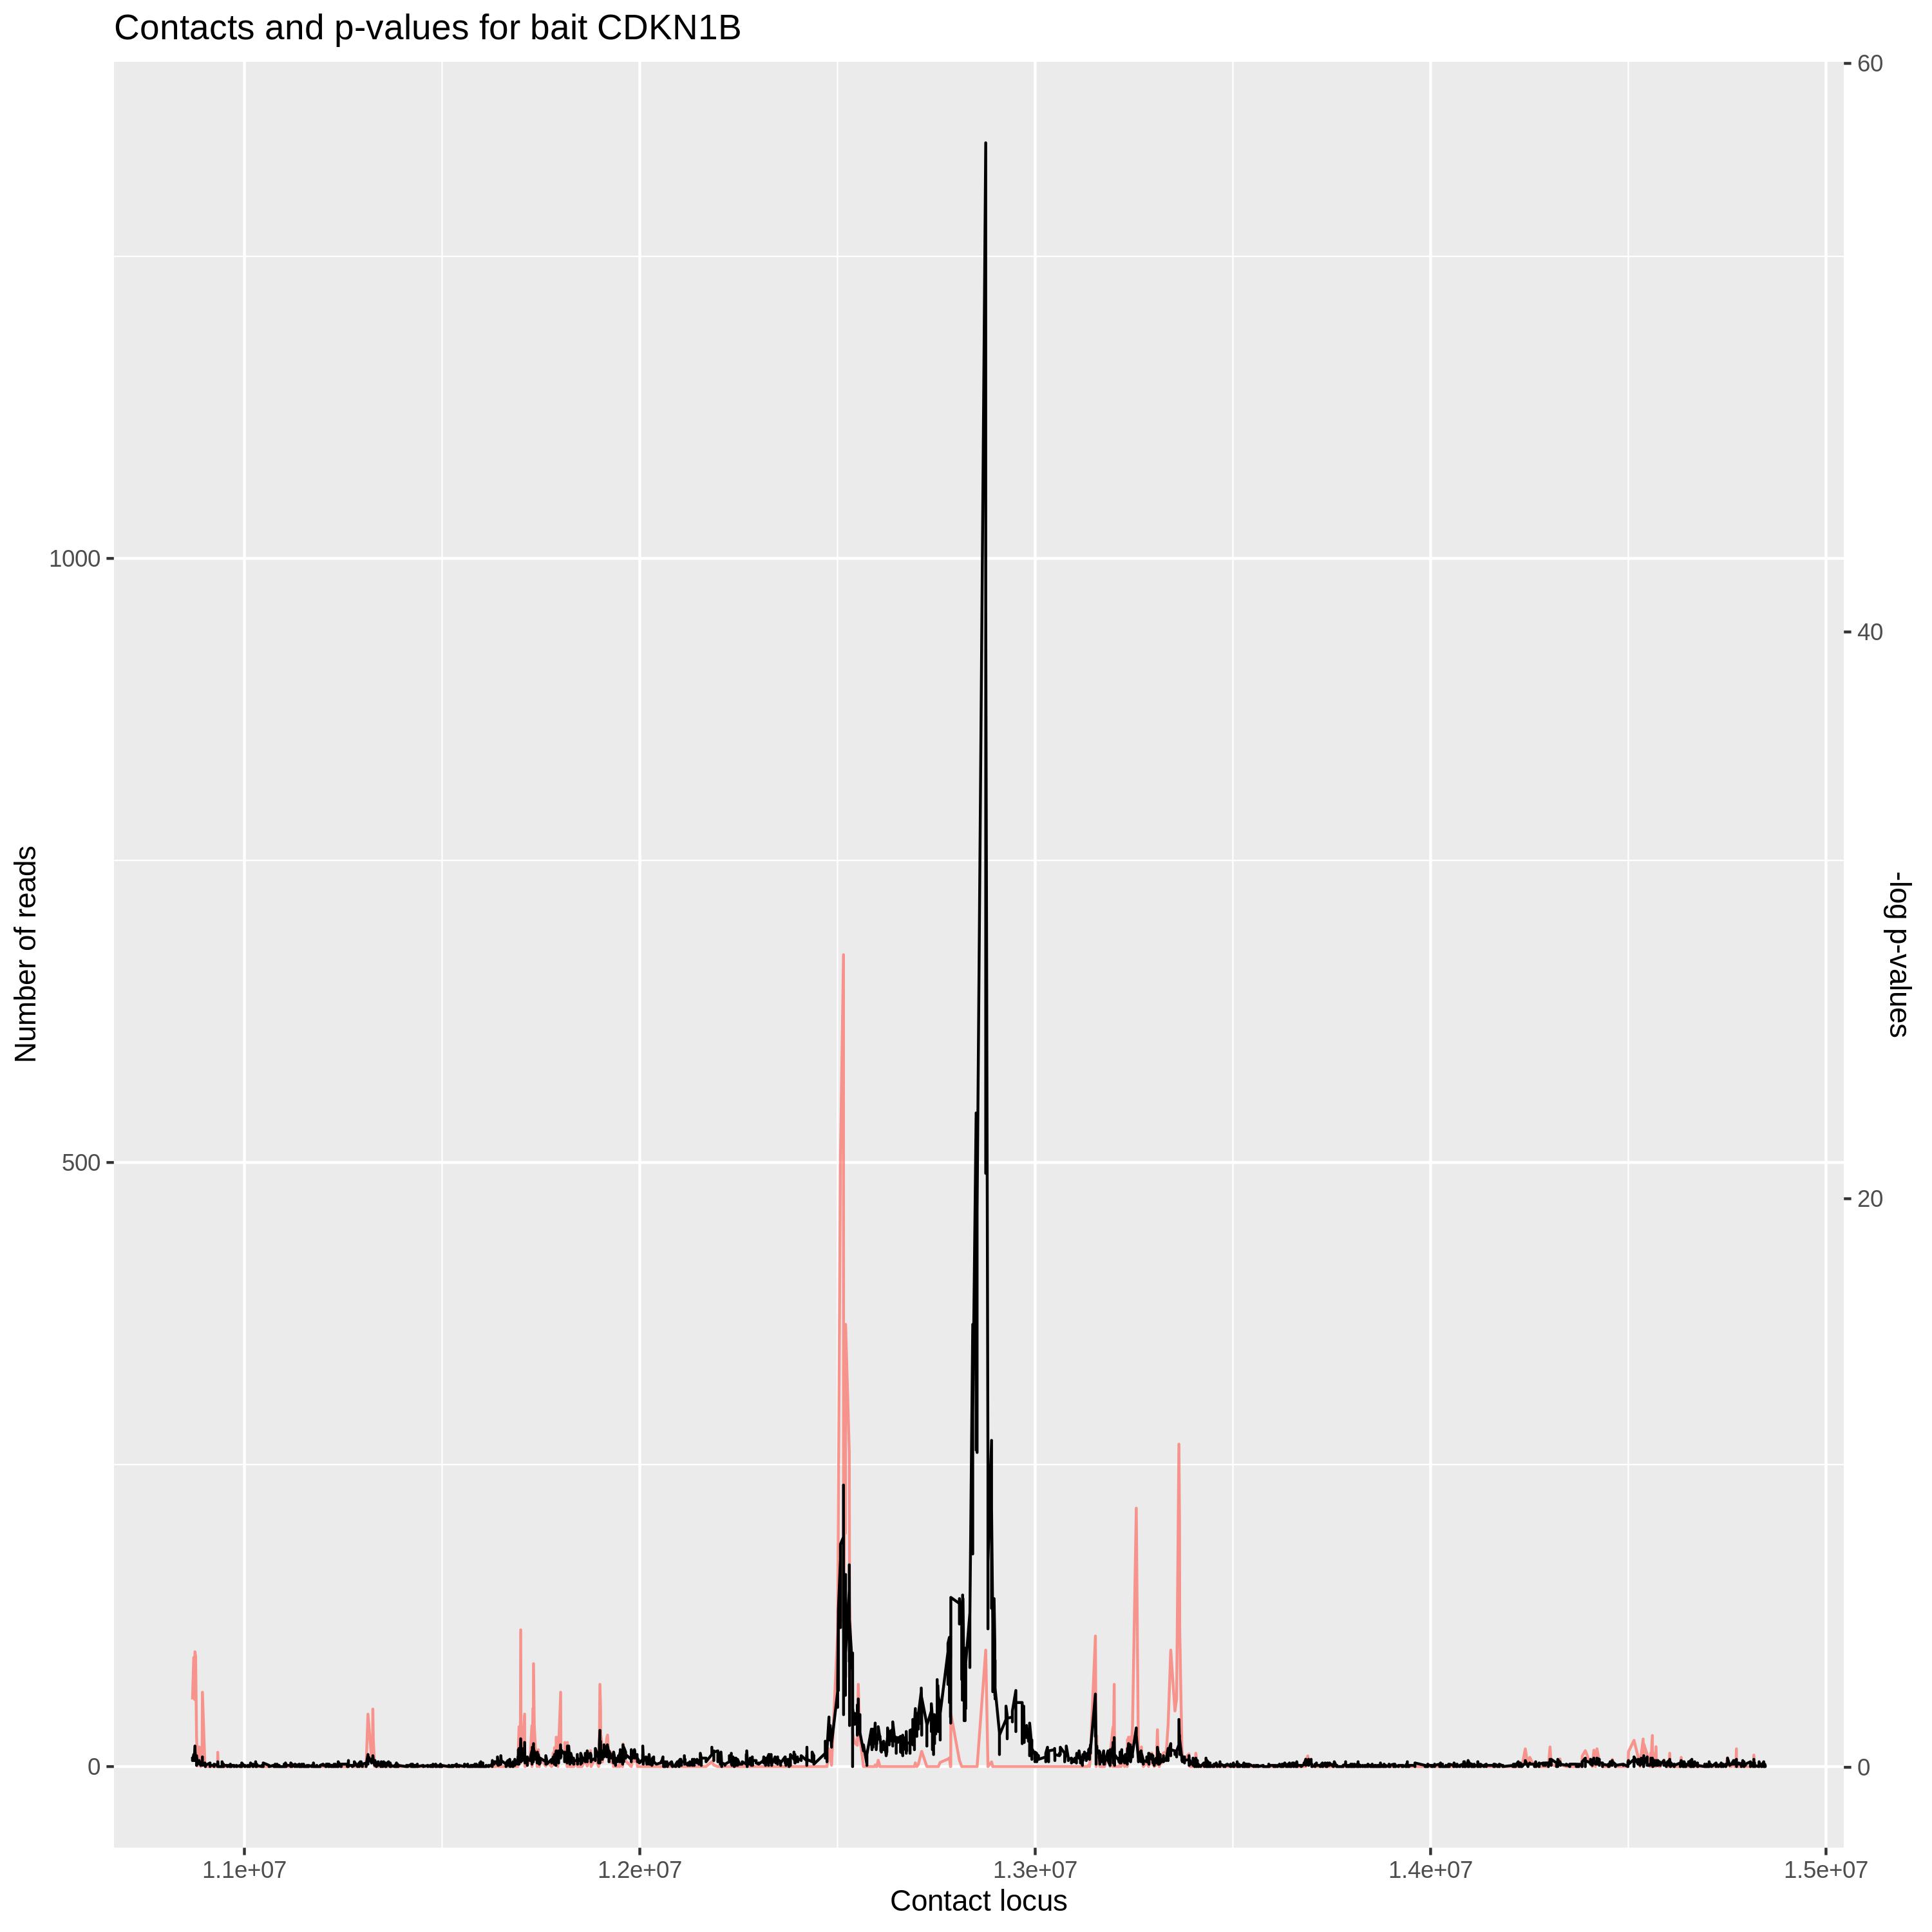 Contacts and p-values for bait CDKN1B
Number of reads
1000
500
0
60
40
20
0
-log p-values
1.1e+07
1.2e+07
1.3e+07
1.4e+07
1.5e+07
Contact locus